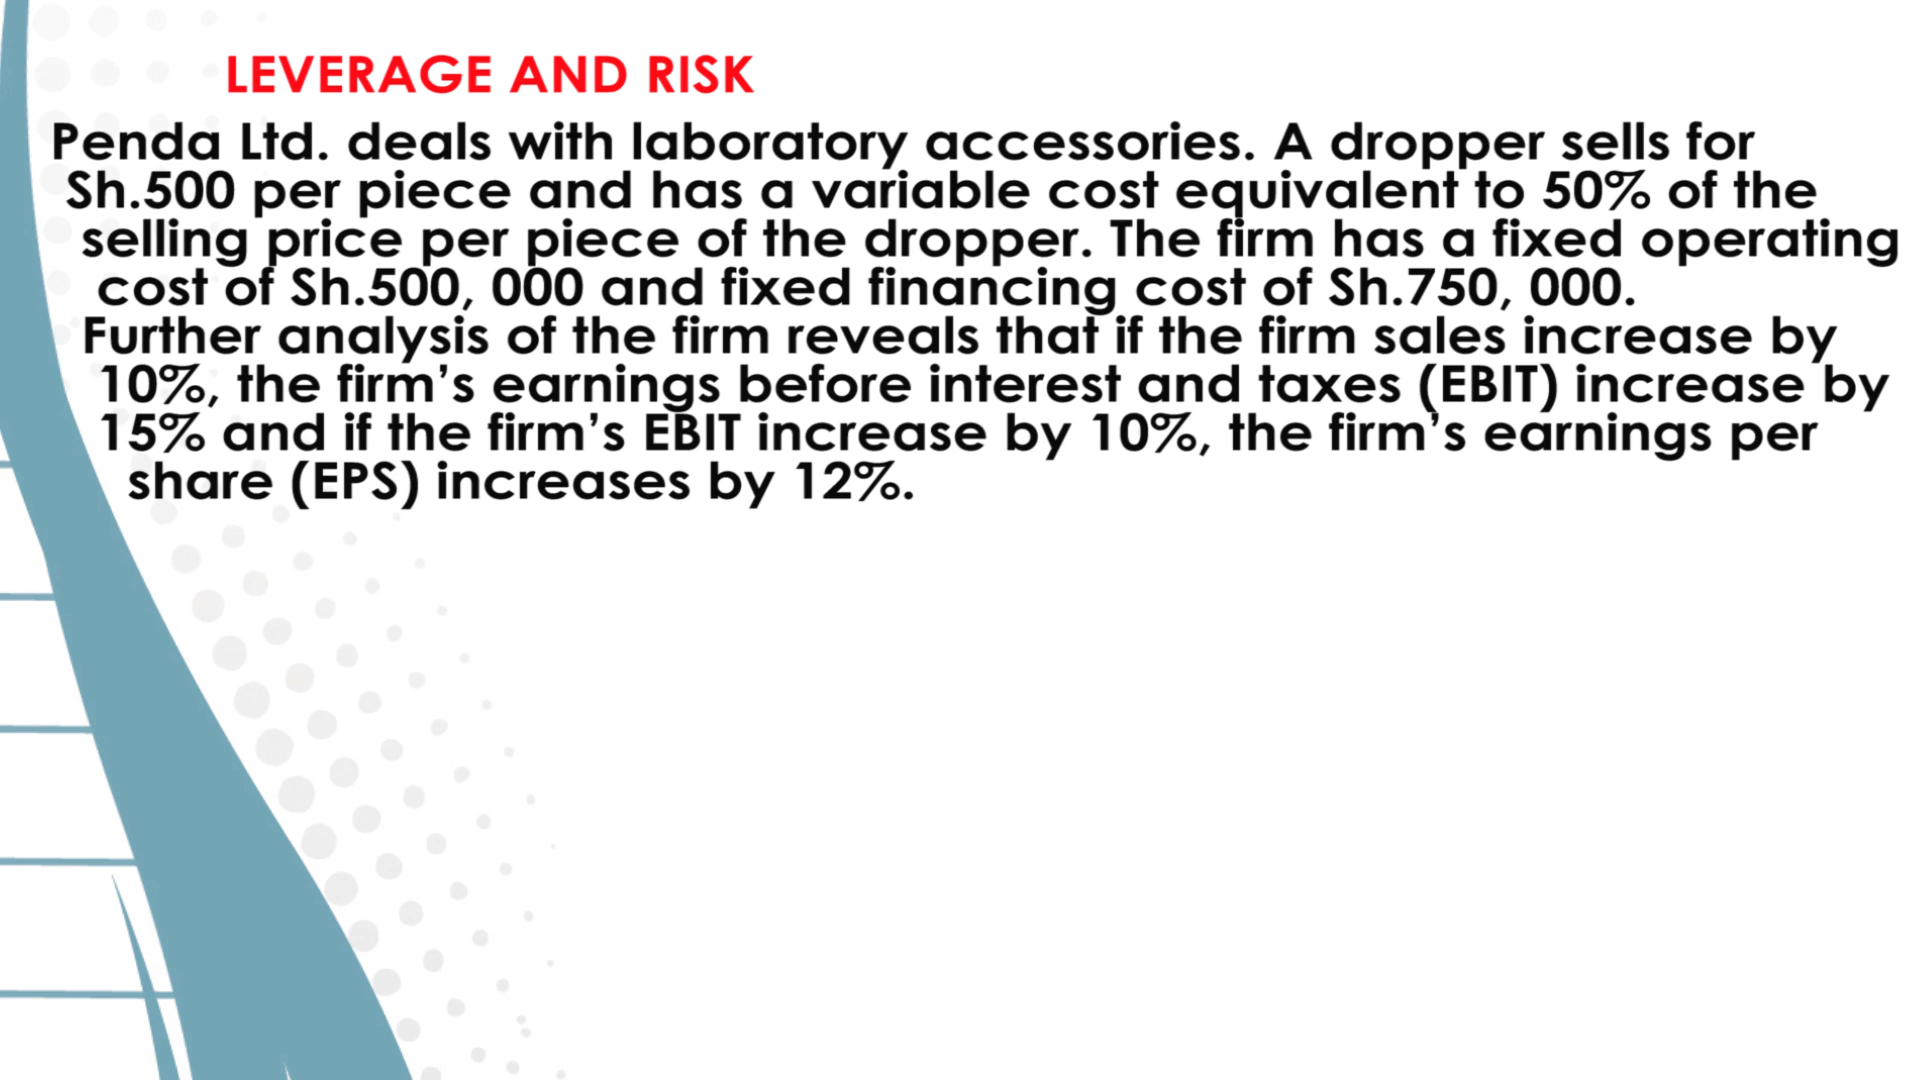 LEVERAGE AND RISK
Penda Ltd. deals with laboratory accessories. A dropper sells for
Sh.500 per piece and has a variable cost equivalent to 50% of the
selling price per piece of the dropper. The firm has a fixed operating
cost of Sh.500, 000 and fixed financing cost of Sh.750, 000.
Further analysis of the firm reveals that if the firm sales increase by
10%, the firm’s earnings before interest and taxes (EBIT) increase by
15% and if the firm’s EBIT increase by 10%, the firm’s earnings per
share (EPS) increases by 12%.